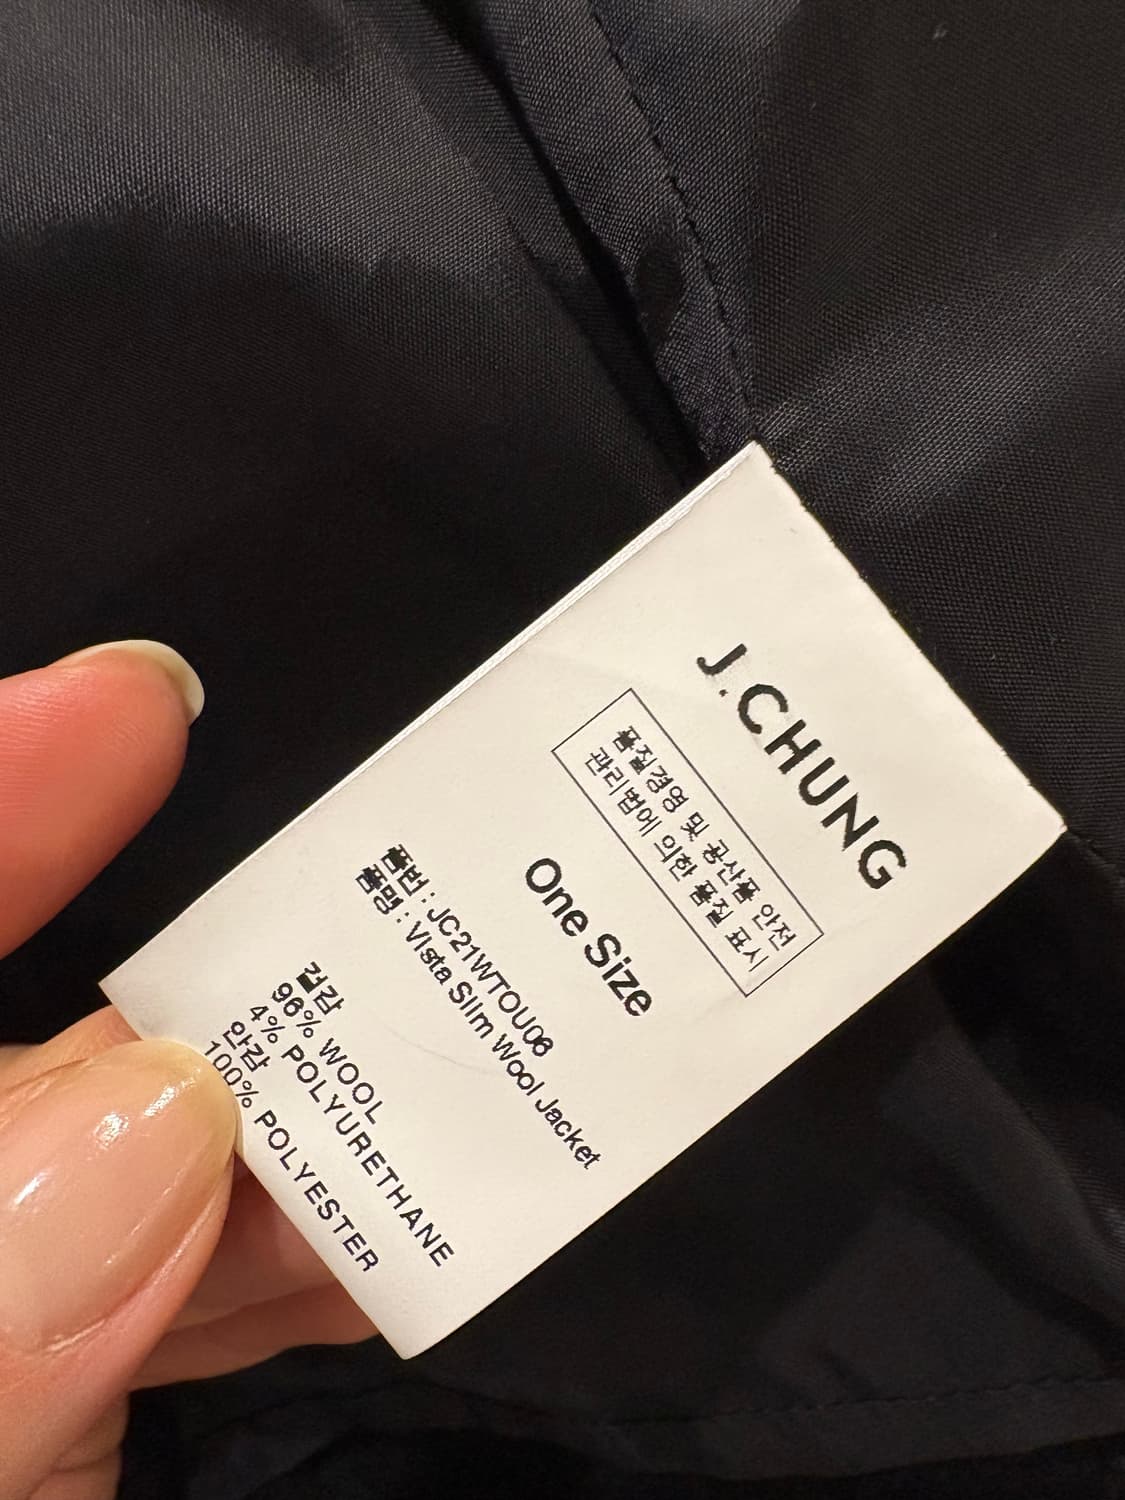 J.CHUNG
품질경영 및 공산품 안전
관리법에 의한 품질 표시
One Size
품번 : JC21WTOU06
품명 : Vista Slim Wool Jacket
겉감
96% WOOL
4% POLYURETHANE
안감
100% POLYESTER